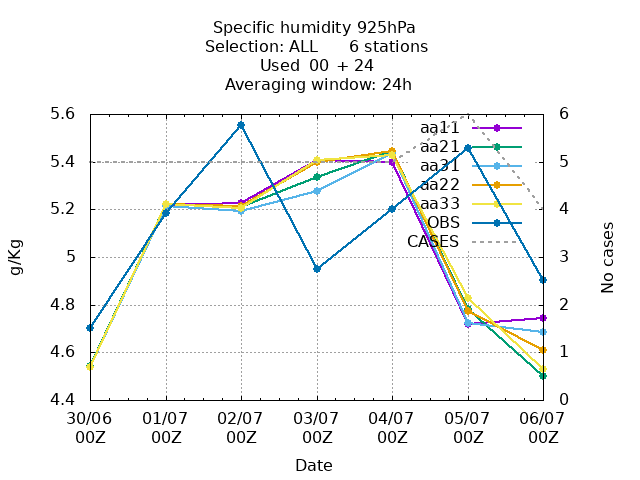 Specific humidity 925hPa
Selection: ALL 6 stations
Used 00 + 24
Averaging window: 24h
5.6
5.4
5.2
5
4.8
4.6
4.4
g/Kg
6
5
4
3
2
1
0
No cases
aa11
aa21
aa31
aa22
aa33
OBS
CASES
30/06 01/07 02/07 03/07 04/07 05/07 06/07
00Z 00Z 00Z 00Z 00Z 00Z 00Z
Date